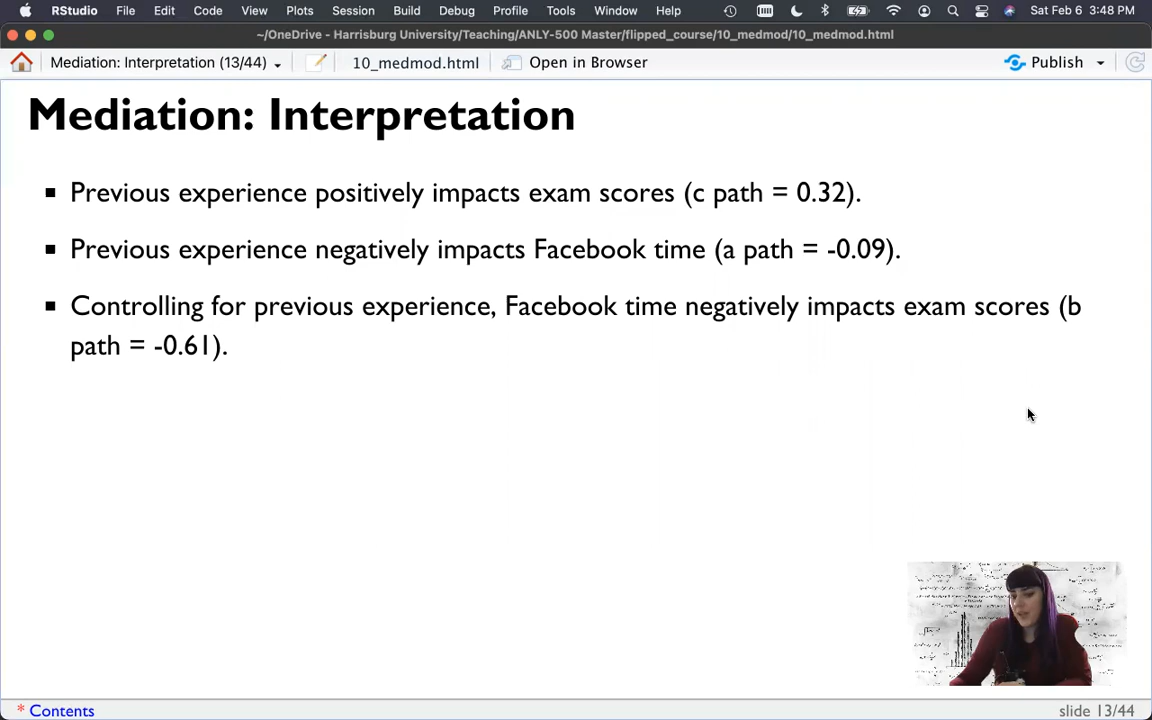 RStudio File Edit Code View Plots Session Build Debug Profile Tools Window Help Sat Feb 6 3:48 PM
~/OneDrive - Harrisburg University/Teaching/ANLY-500 Master/flipped_course/10_medmod/10_medmod.html
Mediation: Interpretation (13/44) 10_medmod.html Open in Browser Publish
Mediation: Interpretation
▪ Previous experience positively impacts exam scores (c path = 0.32).
▪ Previous experience negatively impacts Facebook time (a path = -0.09).
▪ Controlling for previous experience, Facebook time negatively impacts exam scores (b
path = -0.61).
* Contents slide 13/44